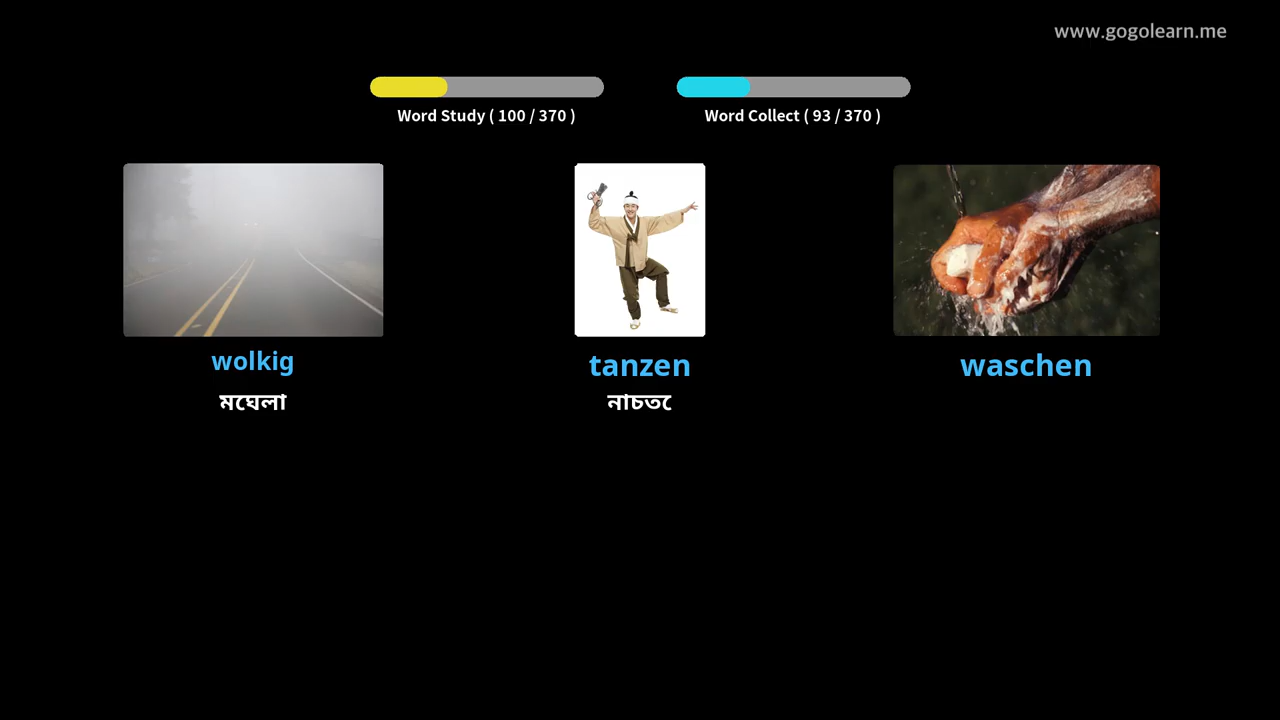 www.gogolearn.me
Word Study ( 100 / 370 )
Word Collect ( 93 / 370 )
wolkig
tanzen
waschen
মেঘলা
নাচতে